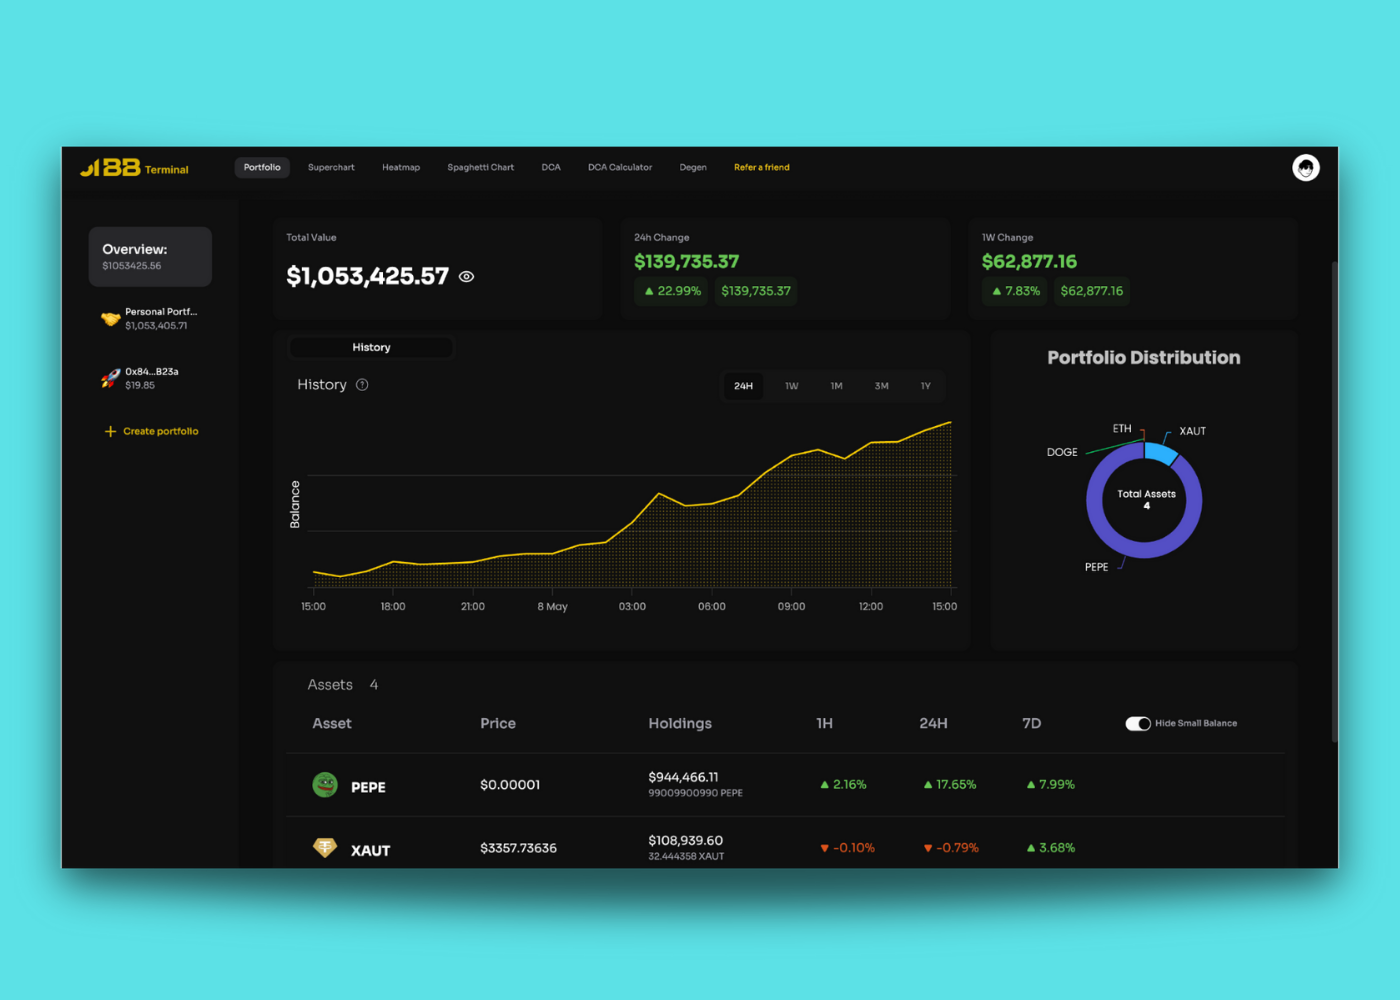 JBB Terminal
Portfolio
Superchart
Heatmap
Spaghetti Chart
DCA
DCA Calculator
Degen
Refer a friend
Overview:
$1053425.56
Personal Portf...
$1,053,405.71
0x84...B23a
$19.85
+ Create portfolio
Total Value
$1,053,425.57
24h Change
$139,735.37
▲ 22.99%
$139,735.37
1W Change
$62,877.16
▲ 7.83%
$62,877.16
History
History ?
24H
1W
1M
3M
1Y
Balance
15:00
18:00
21:00
8 May
03:00
06:00
09:00
12:00
15:00
Portfolio Distribution
ETH
XAUT
DOGE
Total Assets
4
PEPE
Assets 4
Asset
Price
Holdings
1H
24H
7D
Hide Small Balance
PEPE
$0.00001
$944,466.11
99009900990 PEPE
▲ 2.16%
▲ 17.65%
▲ 7.99%
XAUT
$3357.73636
$108,939.60
32.444358 XAUT
▼ -0.10%
▼ -0.79%
▲ 3.68%